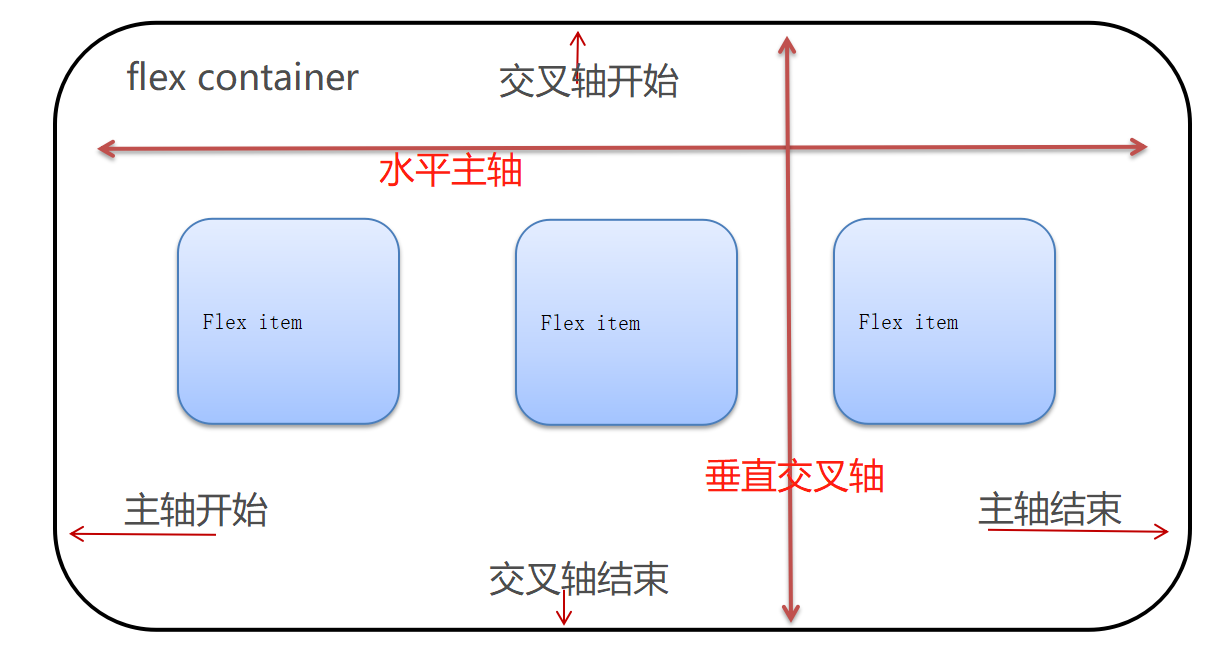 flex container
交叉轴开始
水平主轴
Flex item
Flex item
Flex item
垂直交叉轴
主轴开始
主轴结束
交叉轴结束